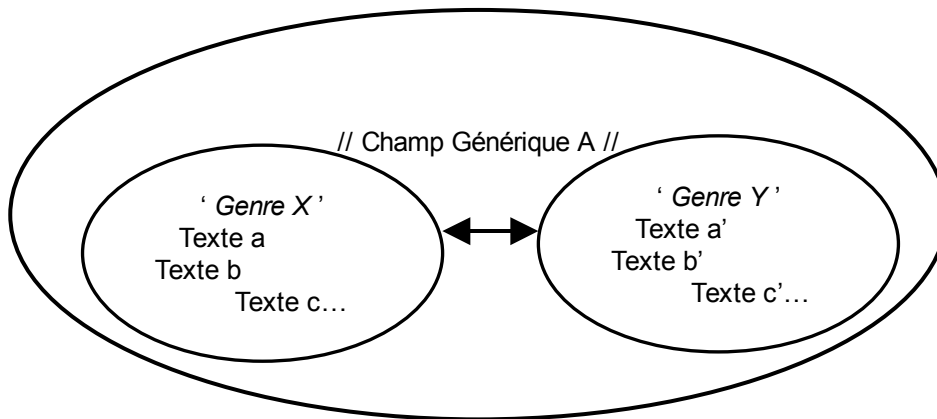 // Champ Générique A //
‘ Genre X ’
Texte a
Texte b
Texte c…
‘ Genre Y ’
Texte a’
Texte b’
Texte c’…